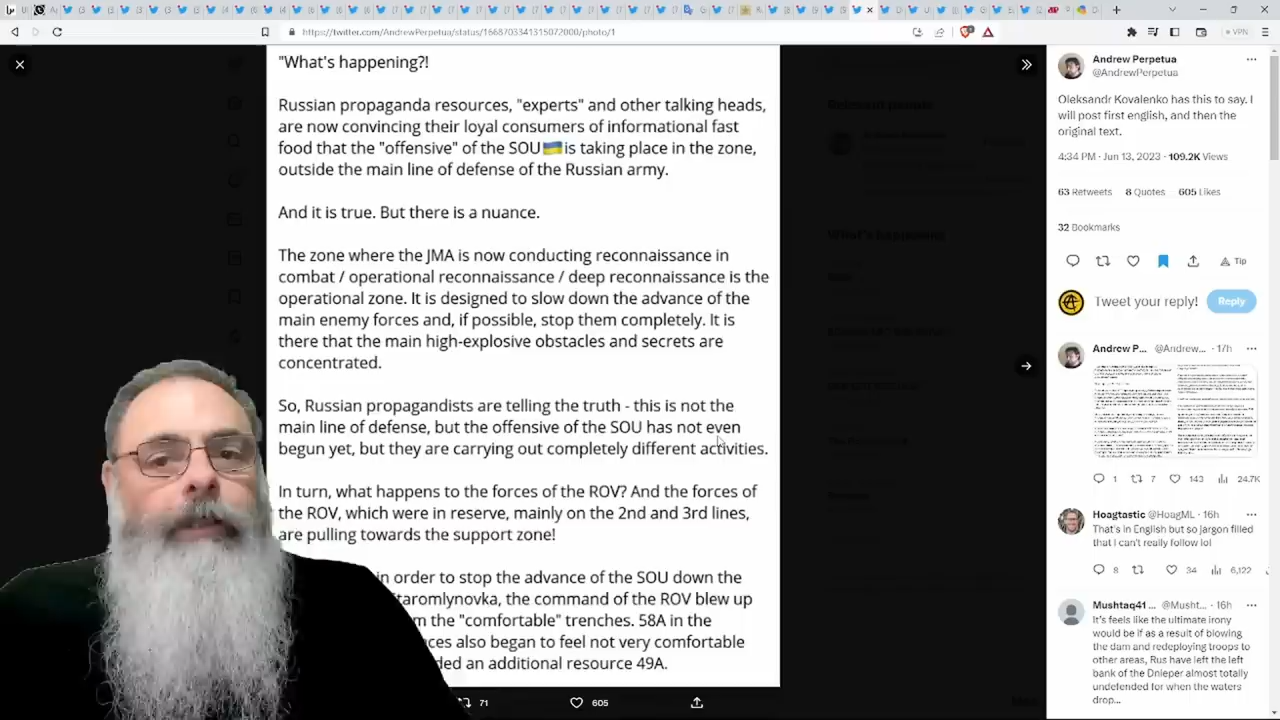 https://twitter.com/AndrewPerpetua/status/1668703341315072000/photo/1
VPN
"What's happening?!
Russian propaganda resources, "experts" and other talking heads,
are now convincing their loyal consumers of informational fast
food that the "offensive" of the SOU🇺🇦is taking place in the zone,
outside the main line of defense of the Russian army.
And it is true. But there is a nuance.
The zone where the JMA is now conducting reconnaissance in
combat / operational reconnaissance / deep reconnaissance is the
operational zone. It is designed to slow down the advance of the
main enemy forces and, if possible, stop them completely. It is
there that the main high-explosive obstacles and secrets are
concentrated.
So, Russian propagandists are telling the truth - this is not the
main line of defense, but the offensive of the SOU has not even
begun yet, but they are carrying out completely different activities.
In turn, what happens to the forces of the ROV? And the forces of
the ROV, which were in reserve, mainly on the 2nd and 3rd lines,
are pulling towards the support zone!
in order to stop the advance of the SOU down the
taromlynovka, the command of the ROV blew up
m the "comfortable" trenches. 58A in the
ces also began to feel not very comfortable
ded an additional resource 49A.
71
605
What's happening
Andrew Perpetua
@AndrewPerpetua
Oleksandr Kovalenko has this to say. I
will post first english, and then the
original text.
4:34 PM · Jun 13, 2023 · 109.2K Views
63 Retweets 8 Quotes 605 Likes
32 Bookmarks
Tip
Tweet your reply!
Reply
Andrew P... @Andrew... · 17h
1 7 143 24.7K
Hoagtastic @HoagML · 16h
That's in English but so jargon filled
that I can't really follow lol
8 34 6,122
Mushtaq41 ... @Musht... · 16h
It's feels like the ultimate irony
would be if as a result of blowing
the dam and redeploying troops to
other areas, Rus have left the left
bank of the Dnieper almost totally
undefended for when the waters
drop...